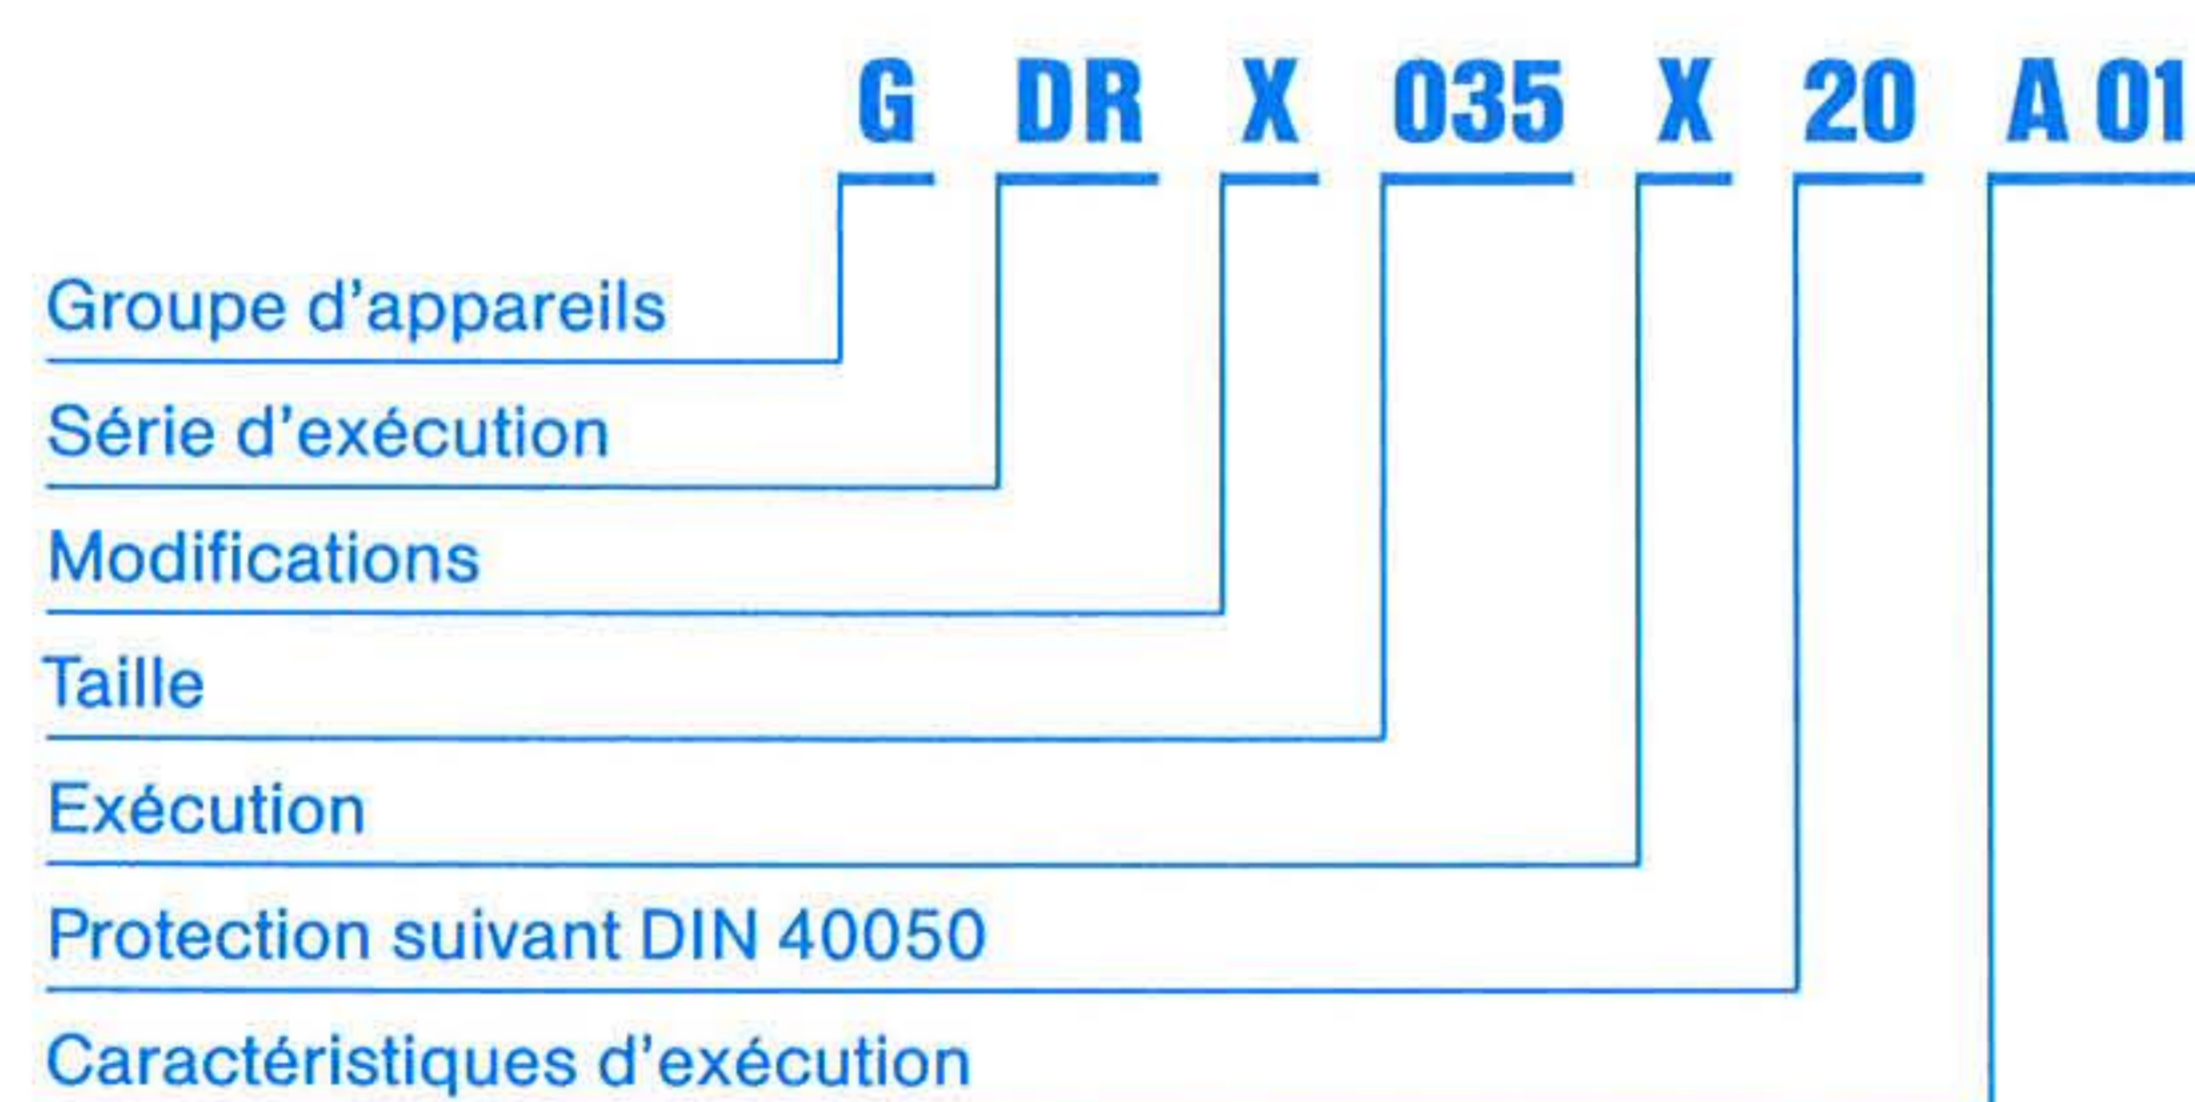 G DR X 035 X 20 A 01
Groupe d'appareils
Série d'exécution
Modifications
Taille
Exécution
Protection suivant DIN 40050
Caractéristiques d'exécution